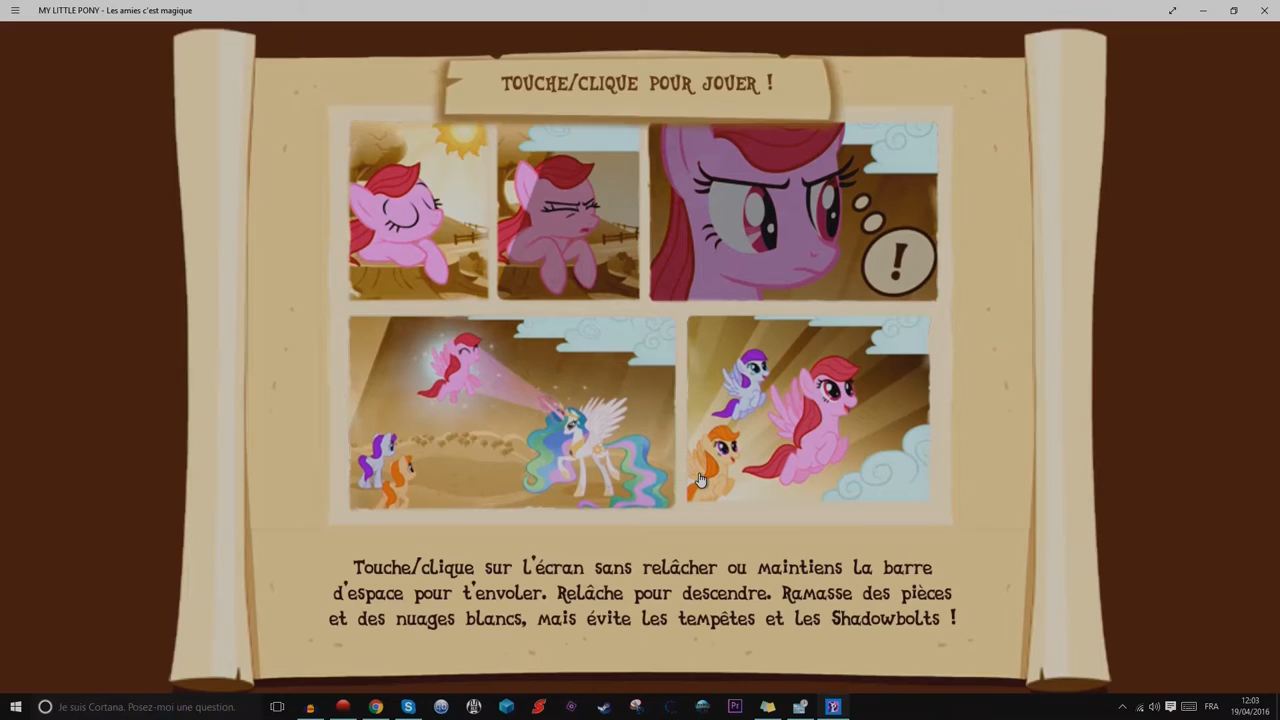 MY LITTLE PONY - Les amies c'est magique
TOUCHE/CLIQUE POUR JOUER !
!
Touche/clique sur l'écran sans relâcher ou maintiens la barre
d'espace pour t'envoler. Relâche pour descendre. Ramasse des pièces
et des nuages blancs, mais évite les tempêtes et les Shadowbolts !
Je suis Cortana. Posez-moi une question.
Pr
FRA
12:03
19/04/2016